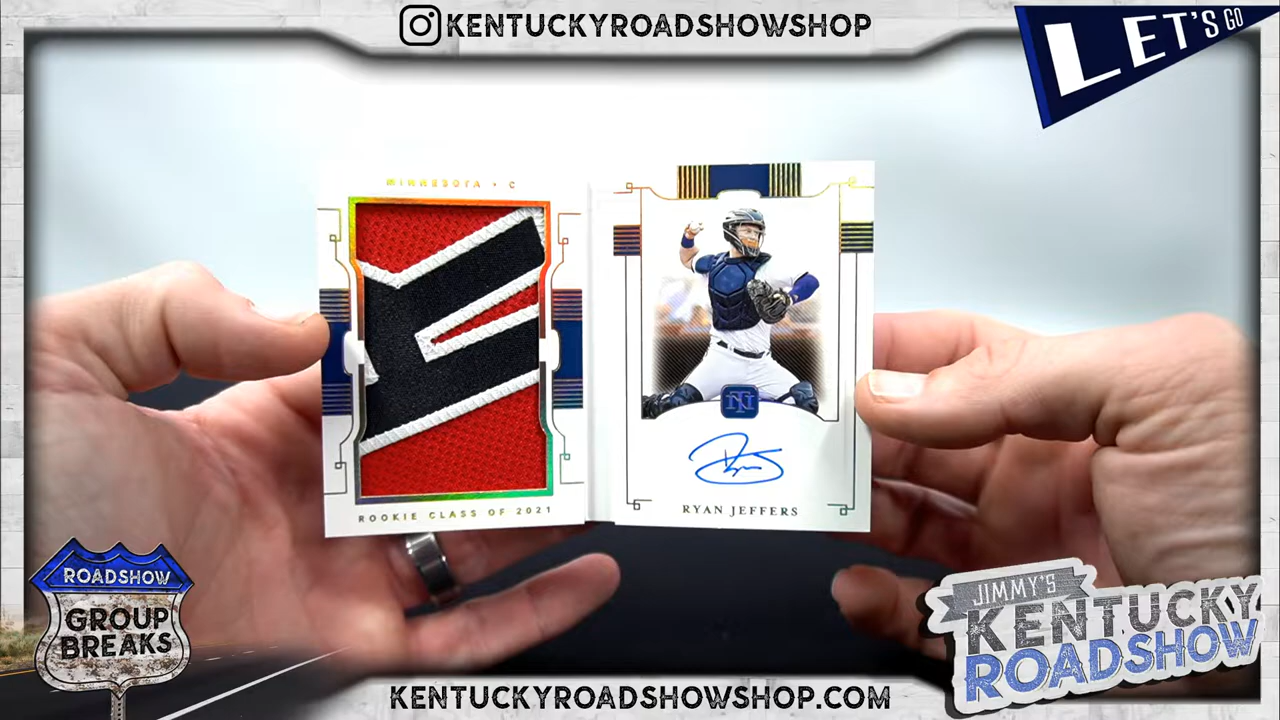 KENTUCKYROADSHOWSHOP
LET'S GO
MINNESOTA • C
ROOKIE CLASS OF 2021
RYAN JEFFERS
ROADSHOW
GROUP
BREAKS
JIMMY'S
KENTUCKY
ROADSHOW
KENTUCKYROADSHOWSHOP.COM